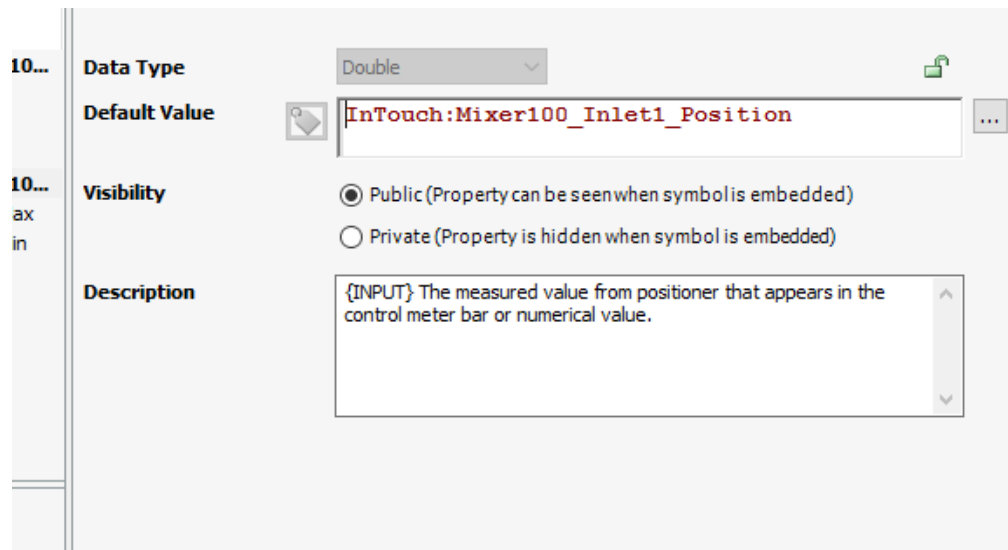 10...
Data Type
Double
Default Value
InTouch:Mixer100_Inlet1_Position
...
10...
ax
in
Visibility
Public (Property can be seen when symbol is embedded)
Private (Property is hidden when symbol is embedded)
Description
{INPUT} The measured value from positioner that appears in the
control meter bar or numerical value.